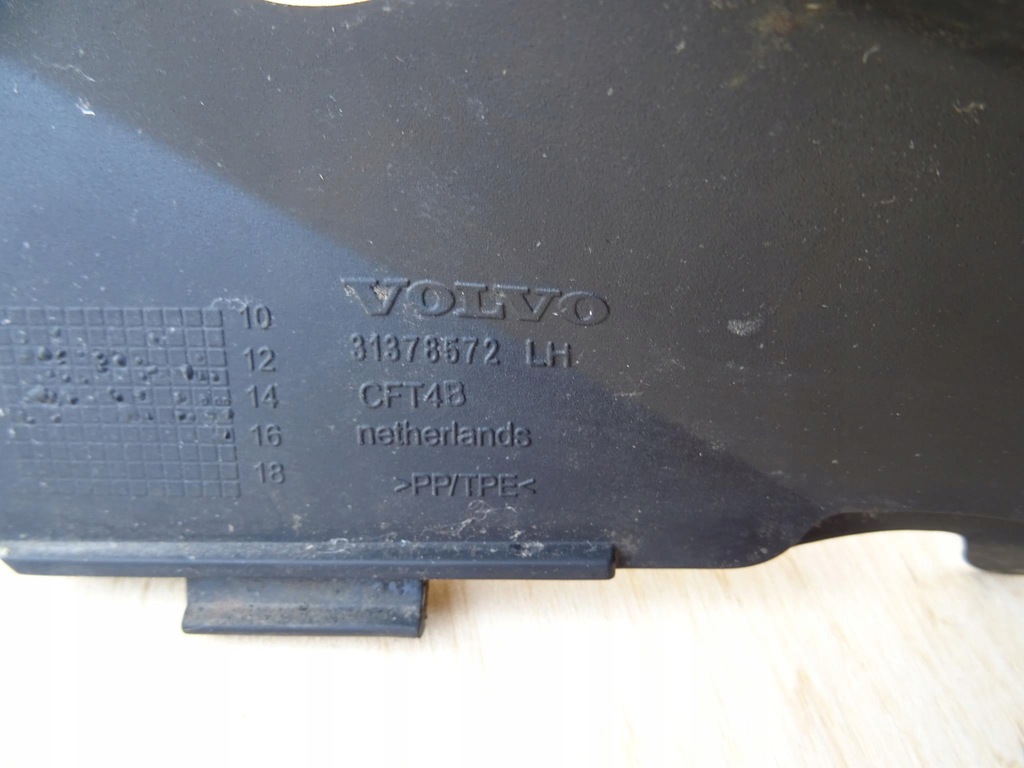 VOLVO
31378572 LH
CFT4B
netherlands
>PP/TPE<
10
12
14
16
18